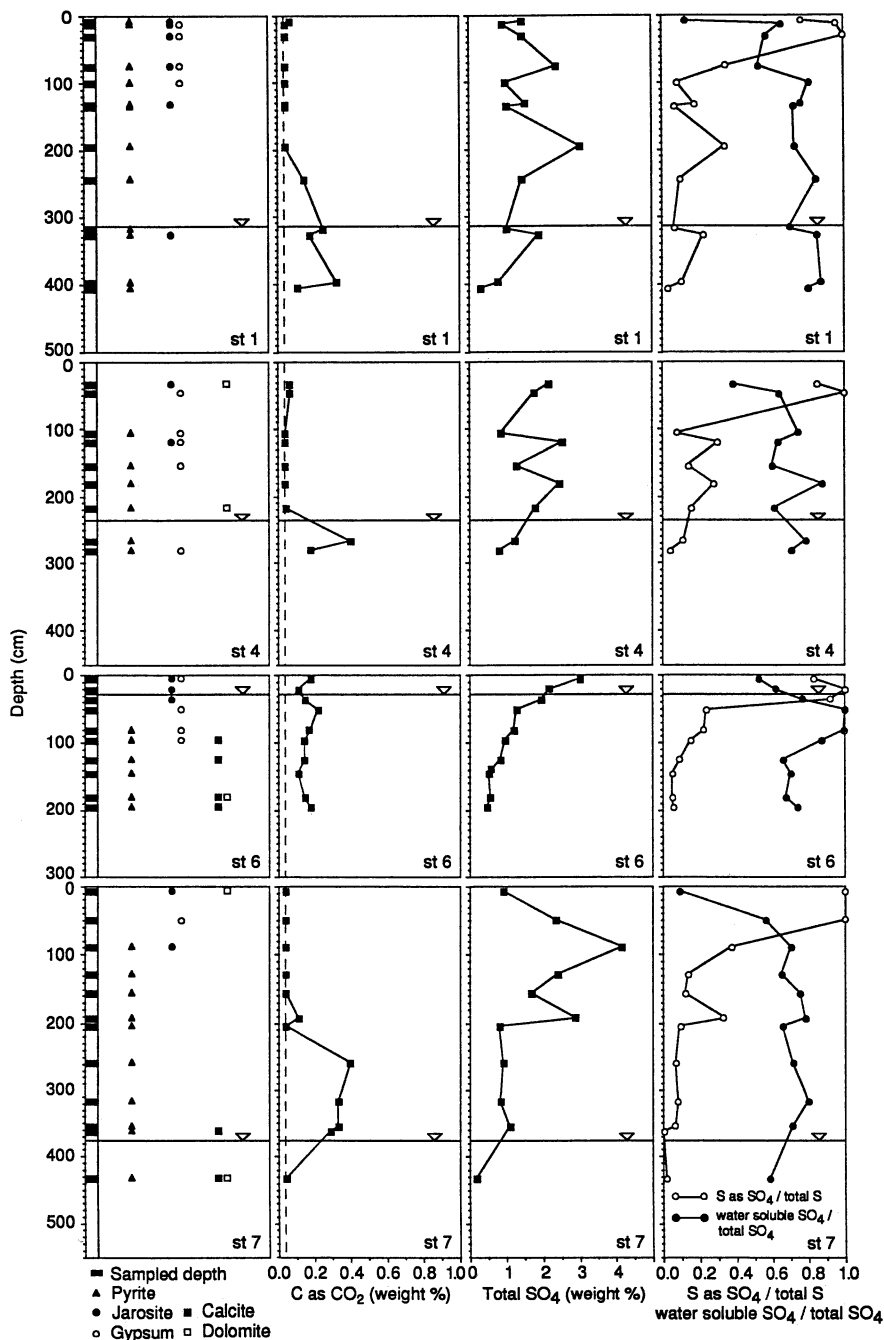 0
100
200
300
400
500
st 1
st 1
st 1
st 1
0
100
200
300
400
st 4
st 4
st 4
st 4
0
100
200
300
st 6
st 6
st 6
st 6
0
100
200
300
400
500
st 7
st 7
st 7
st 7
Depth (cm)
S as SO4 / total S
water soluble SO4 /
total SO4
0.0 0.2 0.4 0.6 0.8 1.0
C as CO2 (weight %)
0 1 2 3 4
Total SO4 (weight %)
0.0 0.2 0.4 0.6 0.8 1.0
S as SO4 / total S
water soluble SO4 / total SO4
Sampled depth
Pyrite
Jarosite
Calcite
Gypsum
Dolomite